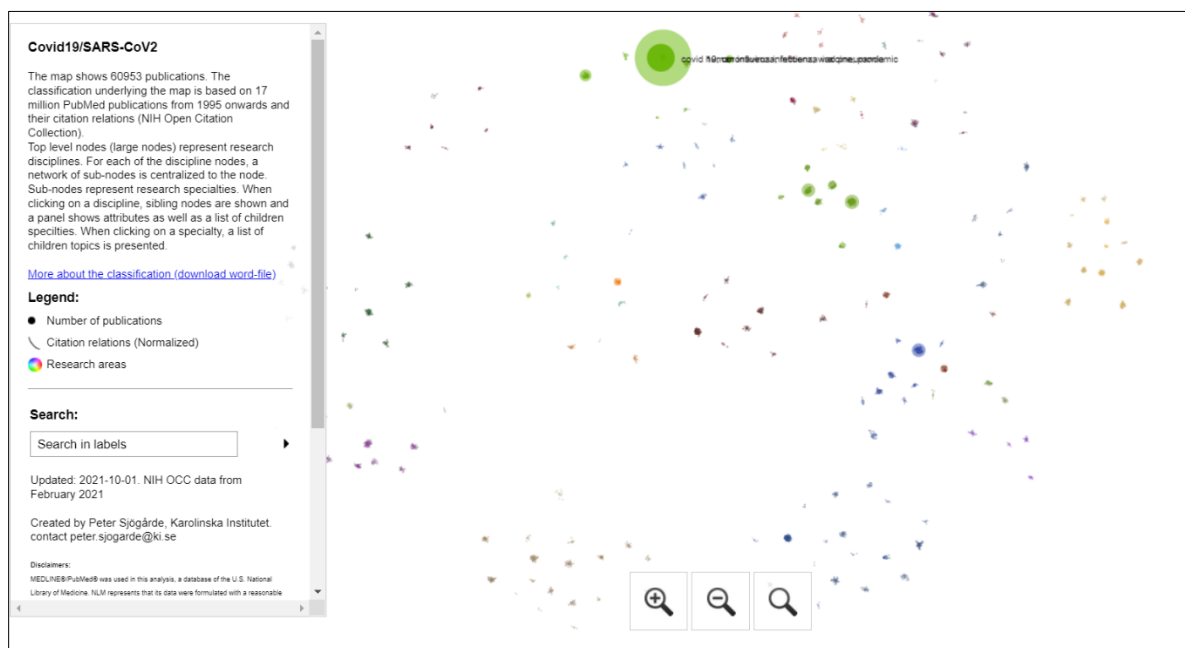 Covid19/SARS-CoV2
The map shows 60953 publications. The
classification underlying the map is based on 17
million PubMed publications from 1995 onwards and
their citation relations (NIH Open Citation
Collection).
Top level nodes (large nodes) represent research
disciplines. For each of the discipline nodes, a
network of sub-nodes is centralized to the node.
Sub-nodes represent research specialties. When
clicking on a discipline, sibling nodes are shown and
a panel shows attributes as well as a list of children
specilties. When clicking on a specialty, a list of
children topics is presented.
More about the classification (download word-file)
Legend:
Number of publications
Citation relations (Normalized)
Research areas
Search:
Search in labels
Updated: 2021-10-01. NIH OCC data from
February 2021
Created by Peter Sjögårde, Karolinska Institutet.
contact peter.sjogarde@ki.se
Disclaimers:
MEDLINE®/PubMed® was used in this analysis, a database of the U.S. National
Library of Medicine. NLM represents that its data were formulated with a reasonable
covid